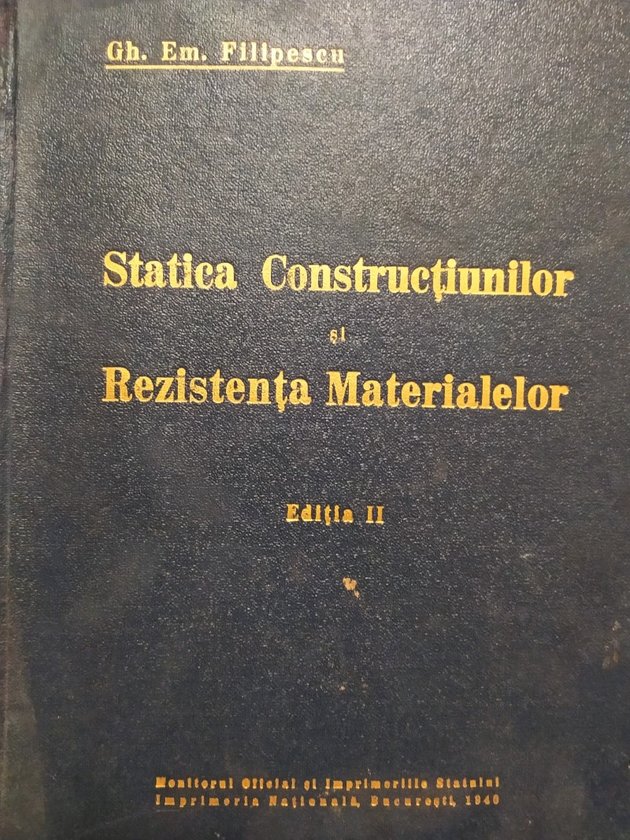 Gh. Em. Filipescu
Statica Construcţiunilor
şi
Rezistenţa Materialelor
Ediţia II
Monitorul Oficial şi Imprimeriile Statului
Imprimeria Naţională, Bucureşti, 1940